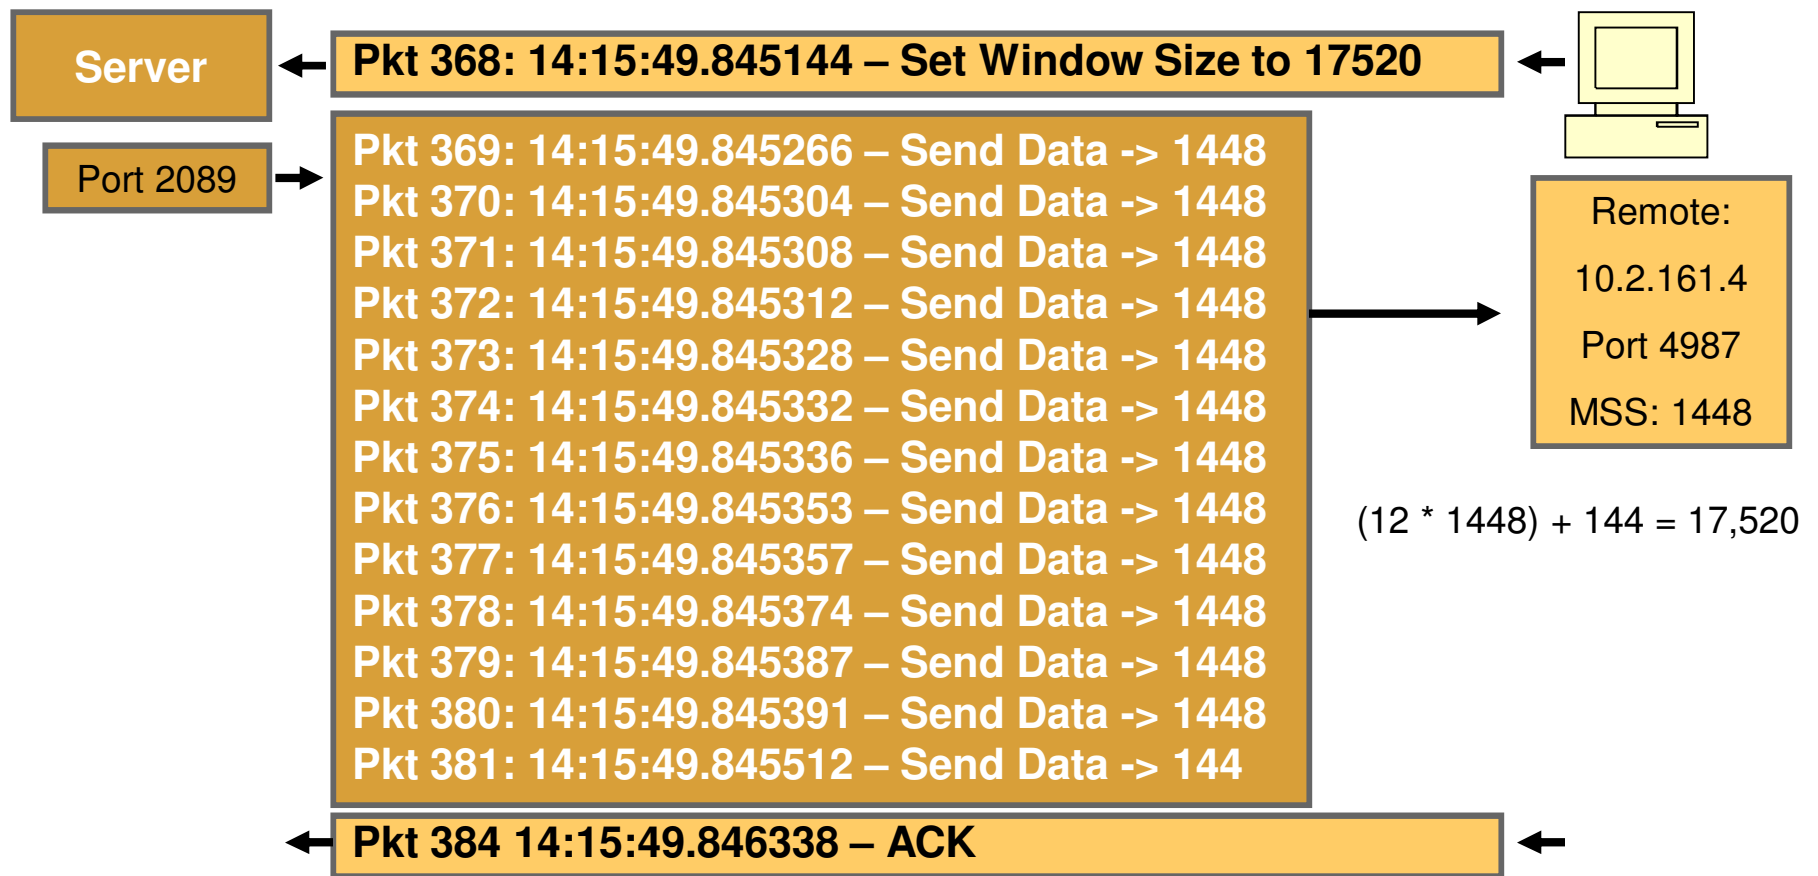 Server
Pkt 368: 14:15:49.845144 – Set Window Size to 17520
Port 2089
Pkt 369: 14:15:49.845266 – Send Data -> 1448
Pkt 370: 14:15:49.845304 – Send Data -> 1448
Pkt 371: 14:15:49.845308 – Send Data -> 1448
Pkt 372: 14:15:49.845312 – Send Data -> 1448
Pkt 373: 14:15:49.845328 – Send Data -> 1448
Pkt 374: 14:15:49.845332 – Send Data -> 1448
Pkt 375: 14:15:49.845336 – Send Data -> 1448
Pkt 376: 14:15:49.845353 – Send Data -> 1448
Pkt 377: 14:15:49.845357 – Send Data -> 1448
Pkt 378: 14:15:49.845374 – Send Data -> 1448
Pkt 379: 14:15:49.845387 – Send Data -> 1448
Pkt 380: 14:15:49.845391 – Send Data -> 1448
Pkt 381: 14:15:49.845512 – Send Data -> 144
Remote:
10.2.161.4
Port 4987
MSS: 1448
(12 * 1448) + 144 = 17,520
Pkt 384 14:15:49.846338 – ACK